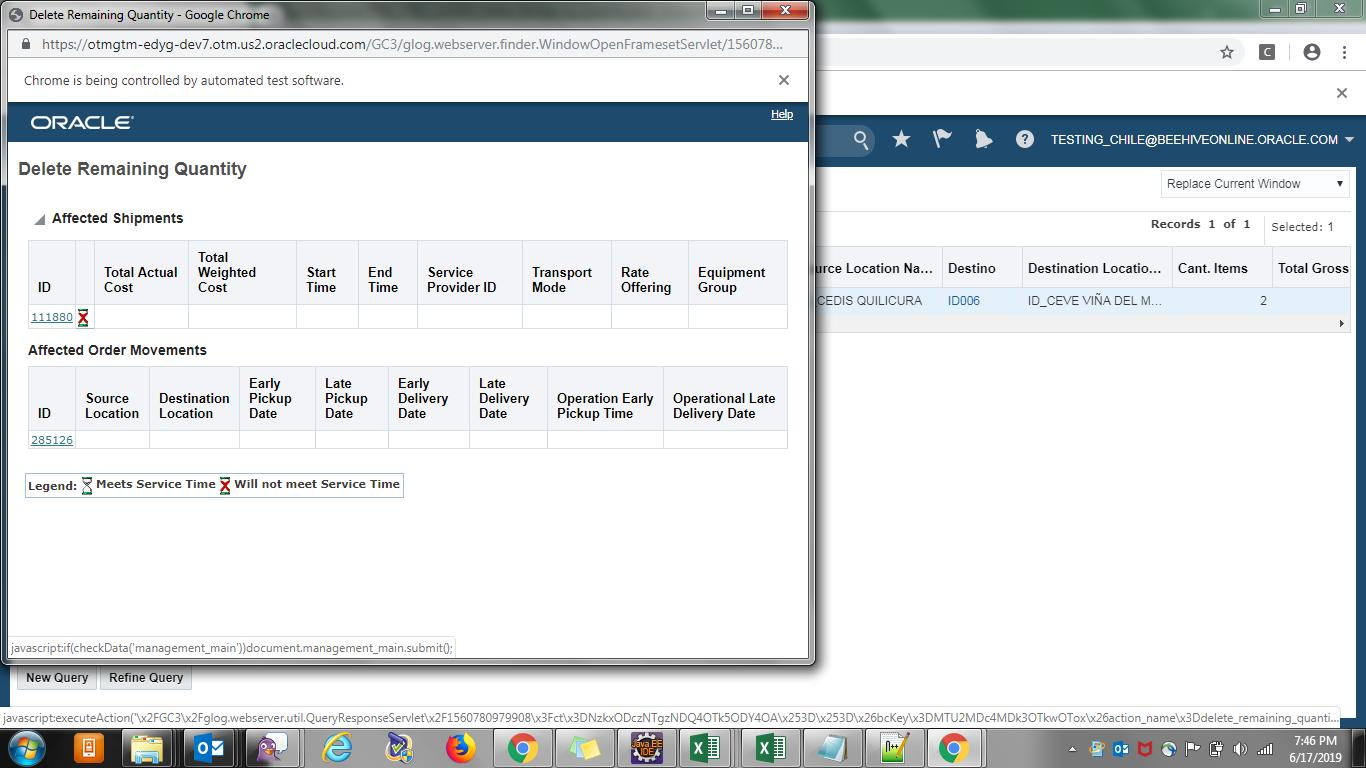 Delete Remaining Quantity - Google Chrome
https://otmgtm-edyg-dev7.otm.us2.oraclecloud.com/GC3/glog.webserver.finder.WindowOpenFramesetServlet/156078...
Chrome is being controlled by automated test software.
ORACLE
Help
Delete Remaining Quantity
Affected Shipments
ID
Total Actual
Cost
Total
Weighted
Cost
Start
Time
End
Time
Service
Provider ID
Transport
Mode
Rate
Offering
Equipment
Group
111880
Affected Order Movements
ID
Source
Location
Destination
Location
Early
Pickup
Date
Late
Pickup
Date
Early
Delivery
Date
Late
Delivery
Date
Operation Early
Pickup Time
Operational Late
Delivery Date
285126
Legend: Meets Service Time Will not meet Service Time
javascript:if(checkData('management_main'))document.management_main.submit();
C
TESTING_CHILE@BEEHIVEONLINE.ORACLE.COM
Replace Current Window
Records 1 of 1
Selected: 1
urce Location Na... Destino Destination Locatio... Cant. Items Total Gross
CEDIS QUILICURA ID006 ID_CEVE VIÑA DEL M... 2
New Query Refine Query
javascript:executeAction("\x2FGC3\x2Fglog.webserver.util.QueryResponseServlet\x2F1560780979908\x3Fct\x3DNzkxODczNTgzNDQ4OTk5ODY4OA\x253D\x253D\x26bcKey\x3DMTU2MDc4MDk3OTkwOTox\x26action_name\x3Ddelete_remaining_quanti...
Java EE
IDE
7:46 PM
6/17/2019